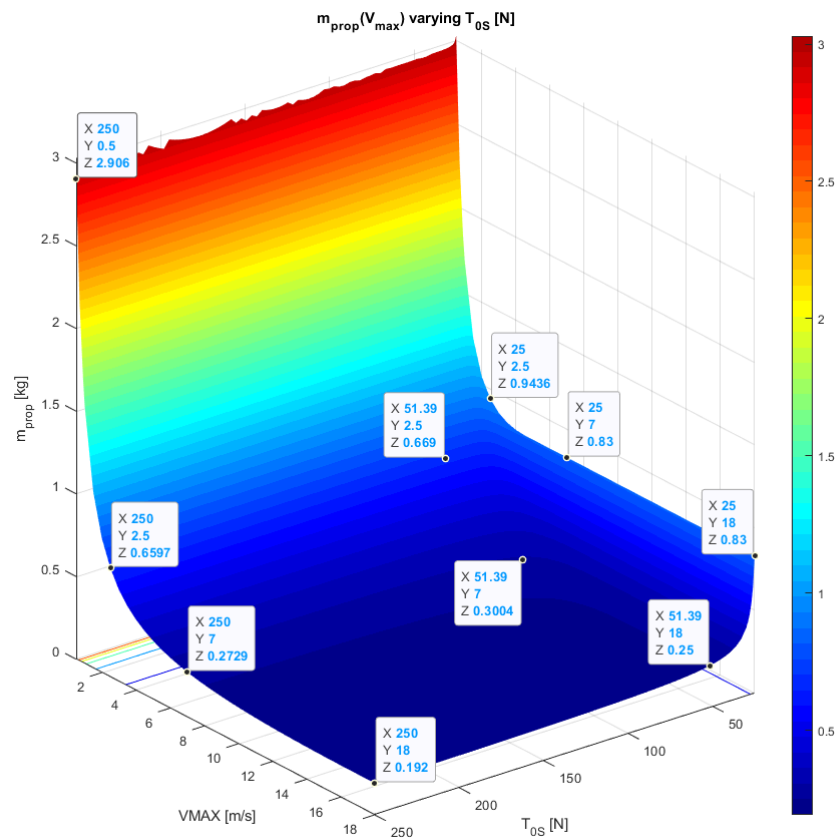 m_prop(V_max) varying T_0S [N]
X 250
Y 0.5
Z 2.906
X 25
Y 2.5
Z 0.9436
X 51.39
Y 2.5
Z 0.669
X 25
Y 7
Z 0.83
X 25
Y 18
Z 0.83
X 250
Y 2.5
Z 0.6597
X 51.39
Y 7
Z 0.3004
X 51.39
Y 18
Z 0.25
X 250
Y 7
Z 0.2729
X 250
Y 18
Z 0.192
m_prop [kg]
3
2.5
2
1.5
1
0.5
0
VMAX [m/s]
2
4
6
8
10
12
14
16
18
T_0S [N]
250
200
150
100
50
3
2.5
2
1.5
1
0.5